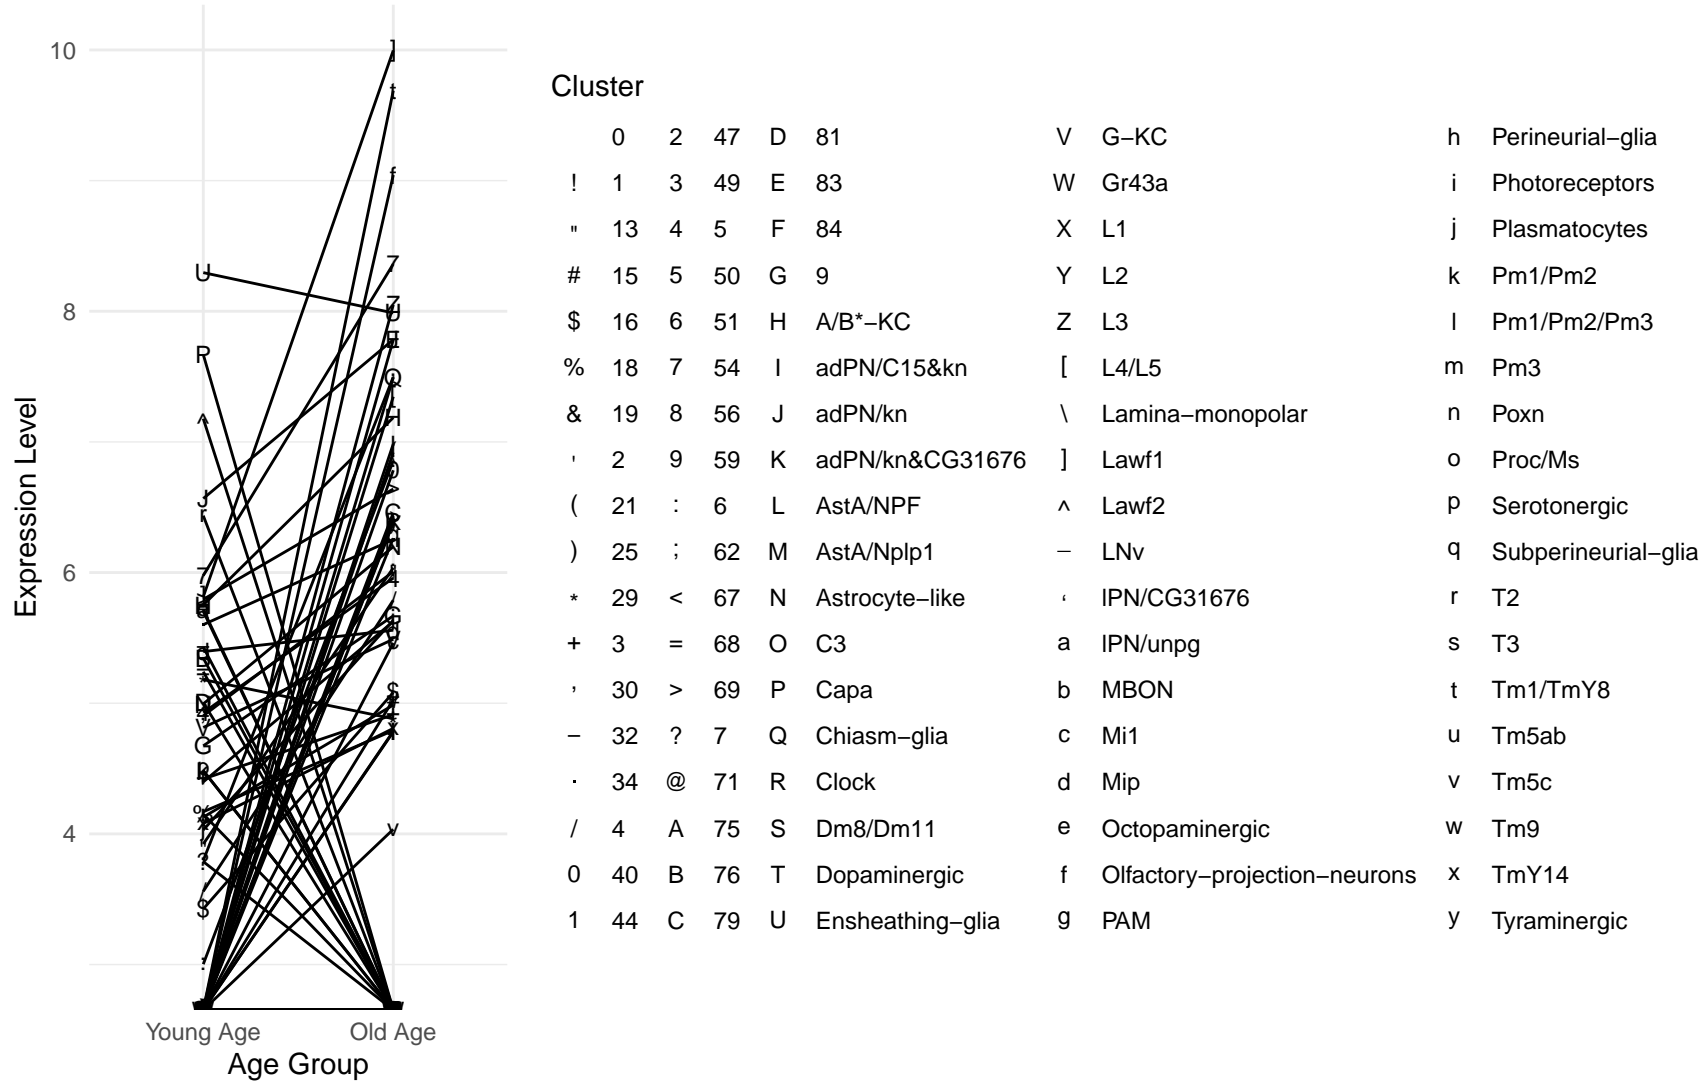 Cluster
0 2 47 D 81 V G−KC h Perineurial−glia
! 1 3 49 E 83 W Gr43a i Photoreceptors
" 13 4 5 F 84 X L1 j Plasmatocytes
# 15 5 50 G 9 Y L2 k Pm1/Pm2
$ 16 6 51 H A/B*−KC Z L3 l Pm1/Pm2/Pm3
% 18 7 54 I adPN/C15&kn [ L4/L5 m Pm3
& 19 8 56 J adPN/kn \ Lamina−monopolar n Poxn
' 2 9 59 K adPN/kn&CG31676 ] Lawf1 o Proc/Ms
( 21 : 6 L AstA/NPF ^ Lawf2 p Serotonergic
) 25 ; 62 M AstA/Nplp1 − LNv q Subperineurial−glia
* 29 < 67 N Astrocyte−like ‘ lPN/CG31676 r T2
+ 3 = 68 O C3 a lPN/unpg s T3
, 30 > 69 P Capa b MBON t Tm1/TmY8
− 32 ? 7 Q Chiasm−glia c Mi1 u Tm5ab
. 34 @ 71 R Clock d Mip v Tm5c
/ 4 A 75 S Dm8/Dm11 e Octopaminergic w Tm9
0 40 B 76 T Dopaminergic f Olfactory−projection−neurons x TmY14
1 44 C 79 U Ensheathing−glia g PAM y Tyraminergic
10
8
6
4
Expression Level
U
R
^
J
r
7
V
G
?
$
]
t
f
7
7
U
Q
H
v
Young Age Old Age
Age Group